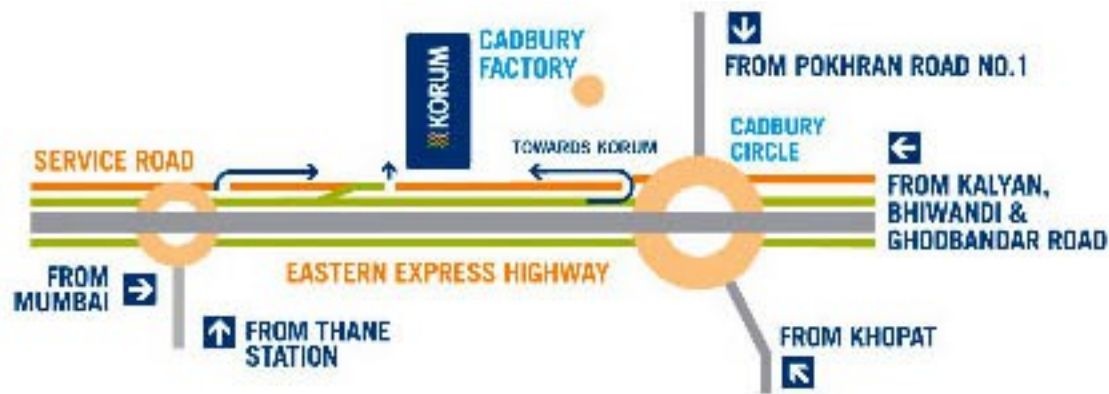 KORUM
CADBURY
FACTORY
FROM POKHRAN ROAD NO.1
SERVICE ROAD
TOWARDS KORUM
CADBURY
CIRCLE
FROM KALYAN,
BHIWANDI &
GHODBANDAR ROAD
FROM
MUMBAI
EASTERN EXPRESS HIGHWAY
FROM THANE
STATION
FROM KHOPAT